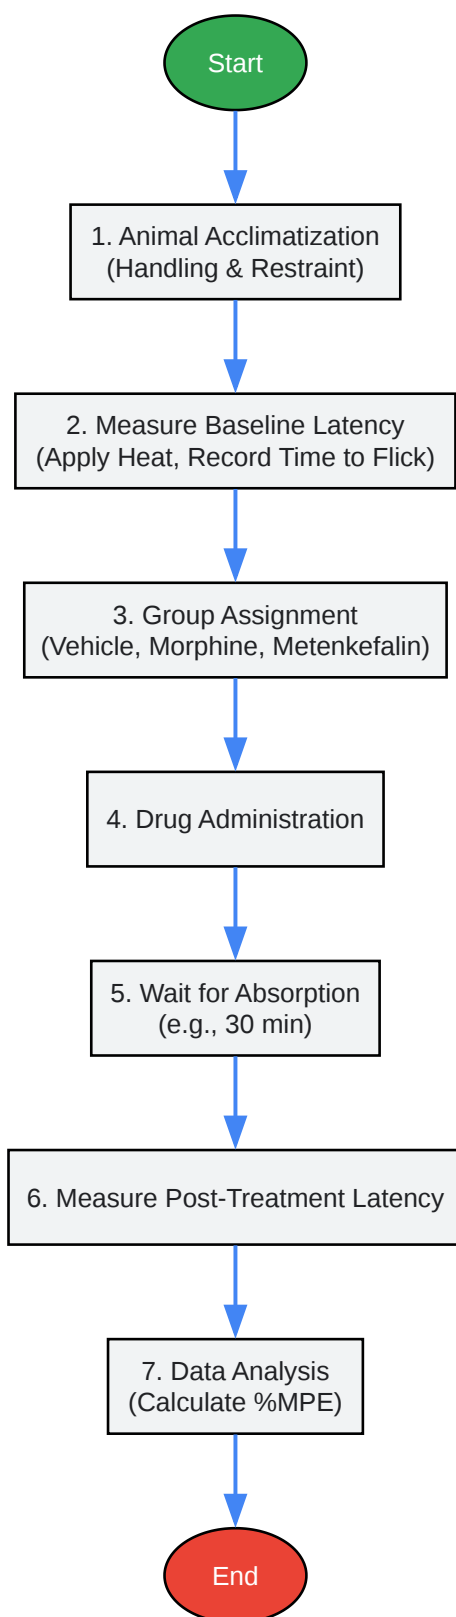 Start
1. Animal Acclimatization
(Handling & Restraint)
2. Measure Baseline Latency
(Apply Heat, Record Time to Flick)
3. Group Assignment
(Vehicle, Morphine, Metenkefalin)
4. Drug Administration
5. Wait for Absorption
(e.g., 30 min)
6. Measure Post-Treatment Latency
7. Data Analysis
(Calculate %MPE)
End